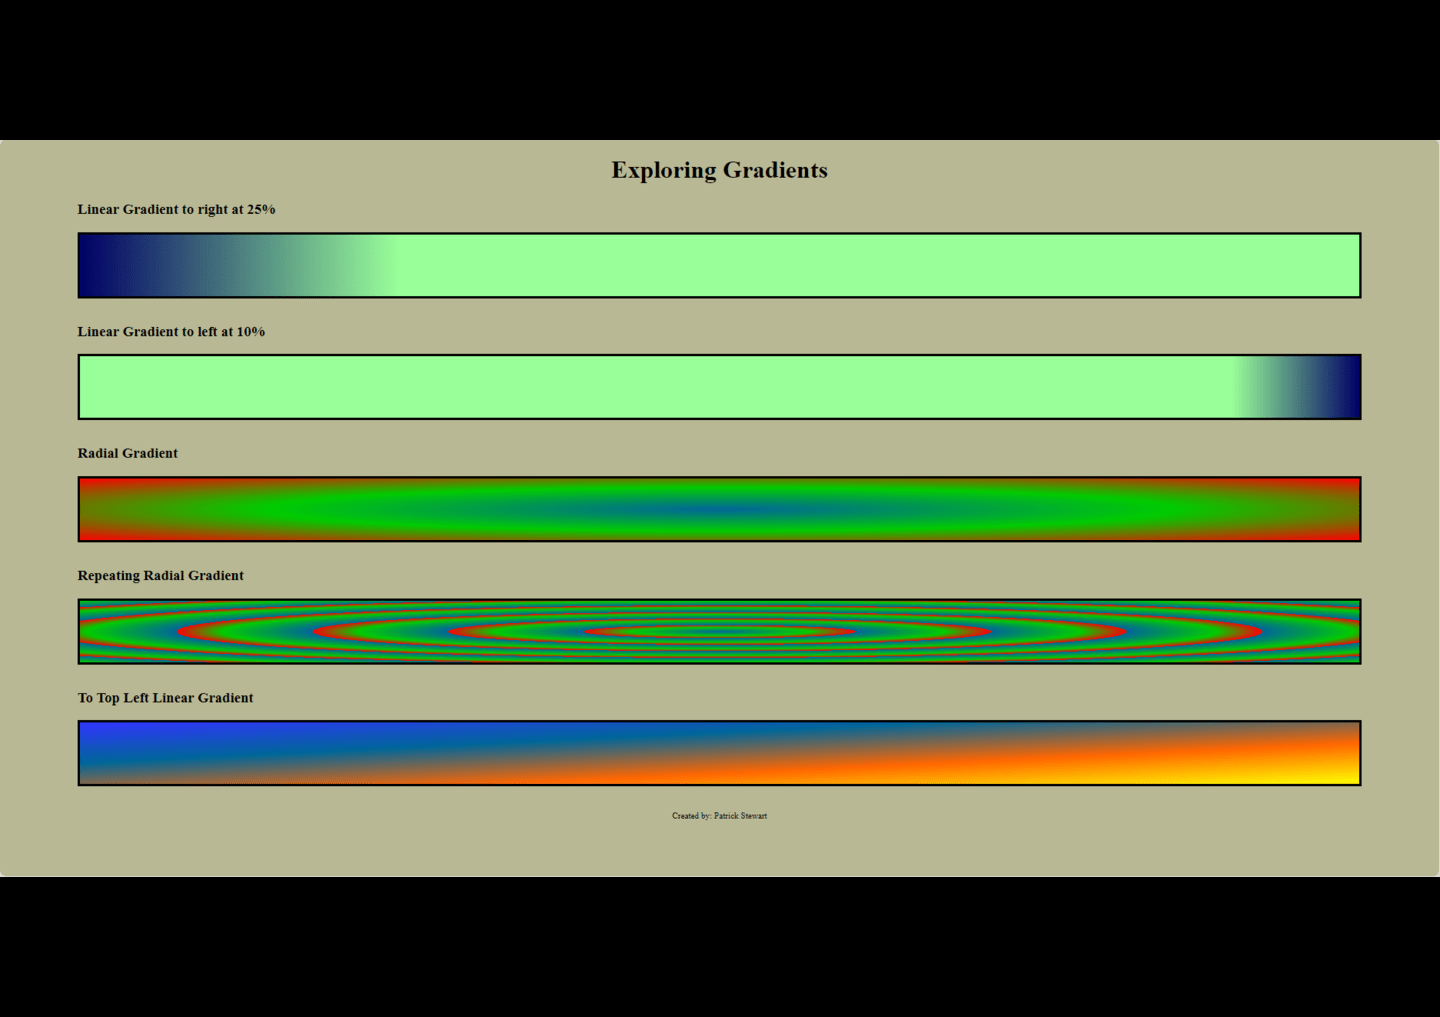 Exploring Gradients
Linear Gradient to right at 25%
Linear Gradient to left at 10%
Radial Gradient
Repeating Radial Gradient
To Top Left Linear Gradient
Created by: Patrick Stewart